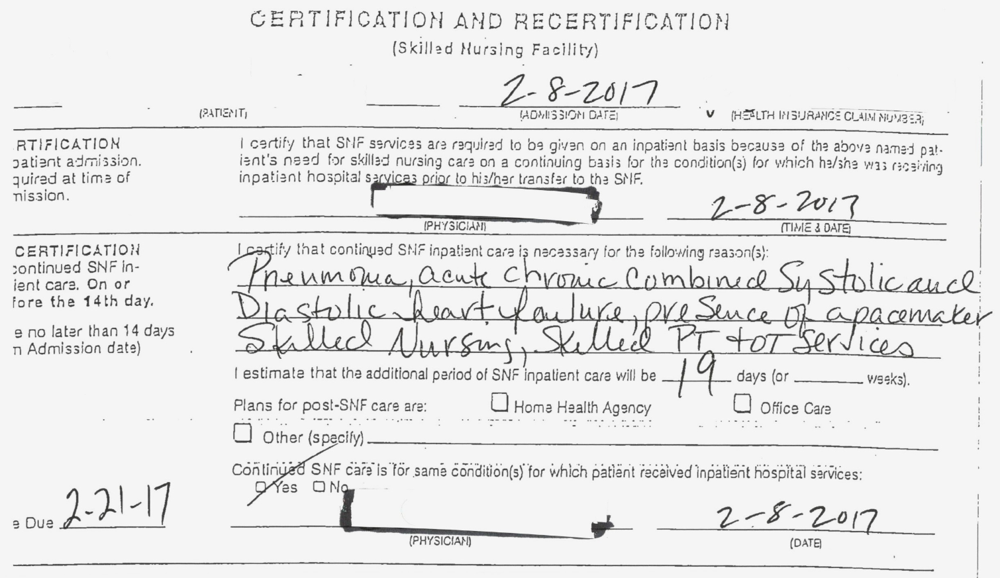 CERTIFICATION AND RECERTIFICATION
(Skilled Nursing Facility)
2-8-2017
(PATIENT) (ADMISSION DATE) (HEALTH INSURANCE CLAIM NUMBER)
RTIFICATION
patient admission.
quired at time of
mission.
I certify that SNF services are required to be given on an inpatient basis because of the above named pat-
ient's need for skilled nursing care on a continuing basis for the condition(s) for which he/she was receiving
inpatient hospital services prior to his/her transfer to the SNF.
2-8-2017
(PHYSICIAN) (TIME & DATE)
CERTIFICATION
continued SNF in-
ient care. On or
fore the 14th day.
e no later than 14 days
n Admission date)
I certify that continued SNF inpatient care is necessary for the following reason(s):
Pneumonia, acute chronic Combined Systolic and
Diastolic heart failure, presence of a pacemaker
Skilled Nursing, Skilled PT + OT Services
I estimate that the additional period of SNF inpatient care will be 19 days (or ______ weeks).
Plans for post-SNF care are: ☐ Home Health Agency ☐ Office Care
☐ Other (specify)
Continued SNF care is for same condition(s) for which patient received inpatient hospital services:
☐ Yes ☐ No
e Due 2-21-17
2-8-2017
(PHYSICIAN) (DATE)